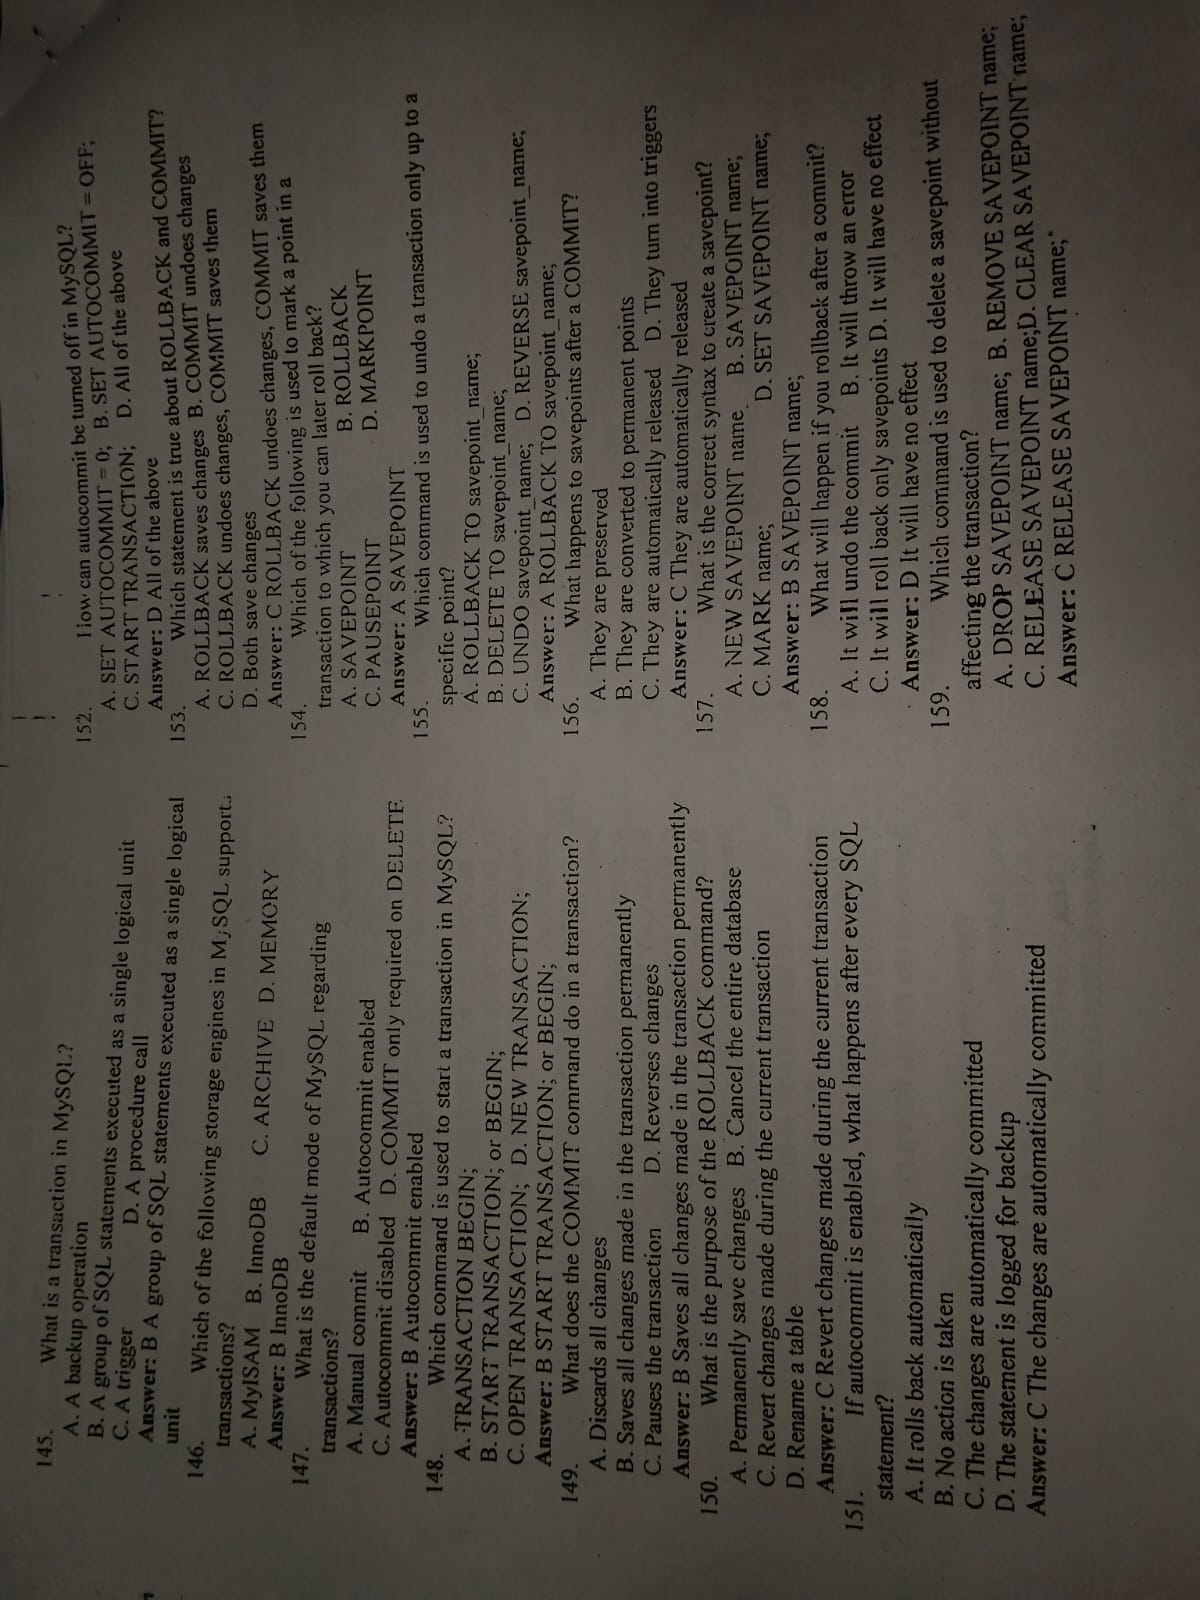 145. What is a transaction in MySQL?
A. A backup operation
B. A group of SQL statements executed as a single logical unit
C. A trigger D. A procedure call
Answer: B A group of SQL statements executed as a single logical
unit
146. Which of the following storage engines in MySQL supports
transactions?
A. MyISAM B. InnoDB C. ARCHIVE D. MEMORY
Answer: B InnoDB
147. What is the default mode of MySQL regarding
transactions?
A. Manual commit B. Autocommit enabled
C. Autocommit disabled D. COMMIT only required on DELETE
Answer: B Autocommit enabled
148. Which command is used to start a transaction in MySQL?
A. TRANSACTION BEGIN;
B. START TRANSACTION; or BEGIN;
C. OPEN TRANSACTION; D. NEW TRANSACTION;
Answer: B START TRANSACTION; or BEGIN;
149. What does the COMMIT command do in a transaction?
A. Discards all changes
B. Saves all changes made in the transaction permanently
C. Pauses the transaction D. Reverses changes
Answer: B Saves all changes made in the transaction permanently
150. What is the purpose of the ROLLBACK command?
A. Permanently save changes B. Cancel the entire database
C. Revert changes made during the current transaction
D. Rename a table
Answer: C Revert changes made during the current transaction
151. If autocommit is enabled, what happens after every SQL
statement?
A. It rolls back automatically
B. No action is taken
C. The changes are automatically committed
D. The statement is logged for backup
Answer: C The changes are automatically committed
152. How can autocommit be turned off in MySQL?
A. SET AUTOCOMMIT = 0; B. SET AUTOCOMMIT = OFF;
C. START TRANSACTION; D. All of the above
Answer: D All of the above
153. Which statement is true about ROLLBACK and COMMIT?
A. ROLLBACK saves changes B. COMMIT undoes changes
C. ROLLBACK undoes changes, COMMIT saves them
D. Both save changes
Answer: C ROLLBACK undoes changes, COMMIT saves them
154. Which of the following is used to mark a point in a
transaction to which you can later roll back?
A. SAVEPOINT B. ROLLBACK
C. PAUSEPOINT D. MARKPOINT
Answer: A SAVEPOINT
155. Which command is used to undo a transaction only up to a
specific point?
A. ROLLBACK TO savepoint_name;
B. DELETE TO savepoint_name;
C. UNDO savepoint_name; D. REVERSE savepoint_name;
Answer: A ROLLBACK TO savepoint_name;
156. What happens to savepoints after a COMMIT?
A. They are preserved
B. They are converted to permanent points
C. They are automatically released D. They turn into triggers
Answer: C They are automatically released
157. What is the correct syntax to create a savepoint?
A. NEW SAVEPOINT name B. SAVEPOINT name;
C. MARK name; D. SET SAVEPOINT name;
Answer: B SAVEPOINT name;
158. What will happen if you rollback after a commit?
A. It will undo the commit B. It will throw an error
C. It will roll back only savepoints D. It will have no effect
Answer: D It will have no effect
159. Which command is used to delete a savepoint without
affecting the transaction?
A. DROP SAVEPOINT name; B. REMOVE SAVEPOINT name;
C. RELEASE SAVEPOINT name;D. CLEAR SAVEPOINT name;
Answer: C RELEASE SAVEPOINT name;